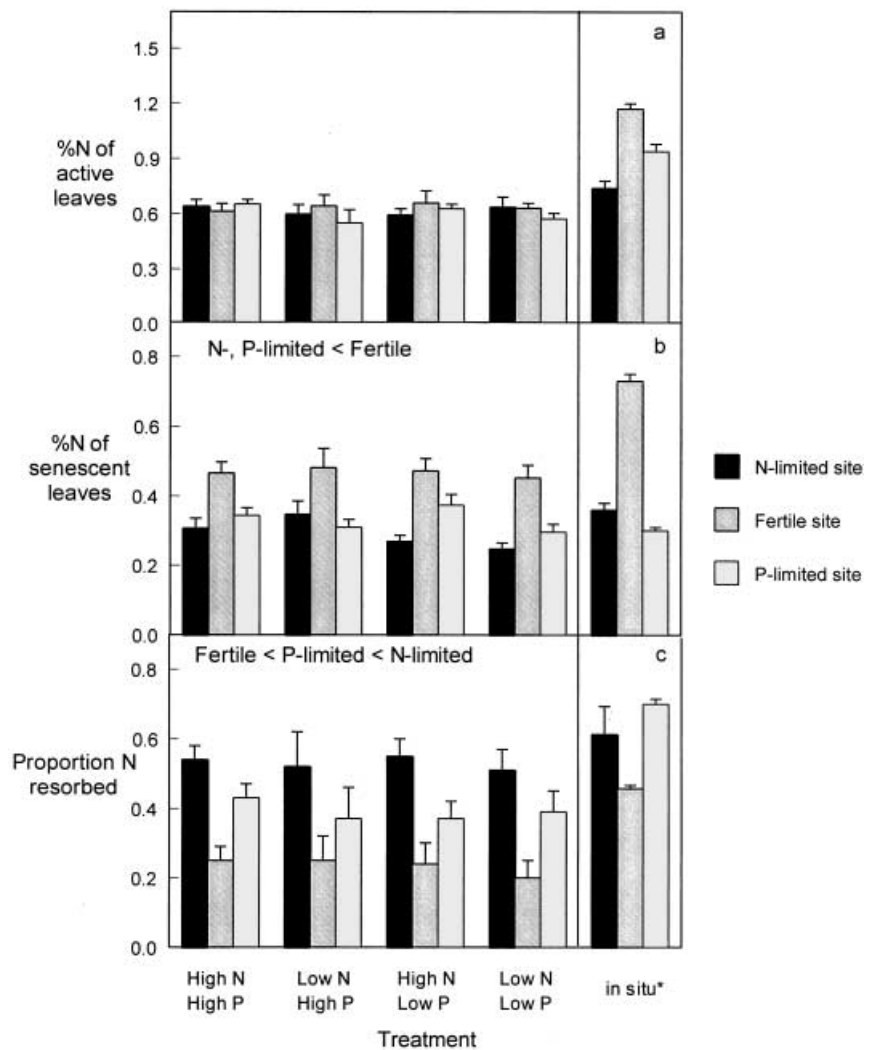 a
1.5
1.2
0.9
0.6
0.3
0.0
%N of
active
leaves
N-, P-limited < Fertile
b
0.8
0.6
0.4
0.2
0.0
%N of
senescent
leaves
N-limited site
Fertile site
P-limited site
Fertile < P-limited < N-limited
c
0.8
0.6
0.4
0.2
0.0
Proportion N
resorbed
High N
High P
Low N
High P
High N
Low P
Low N
Low P
in situ*
Treatment